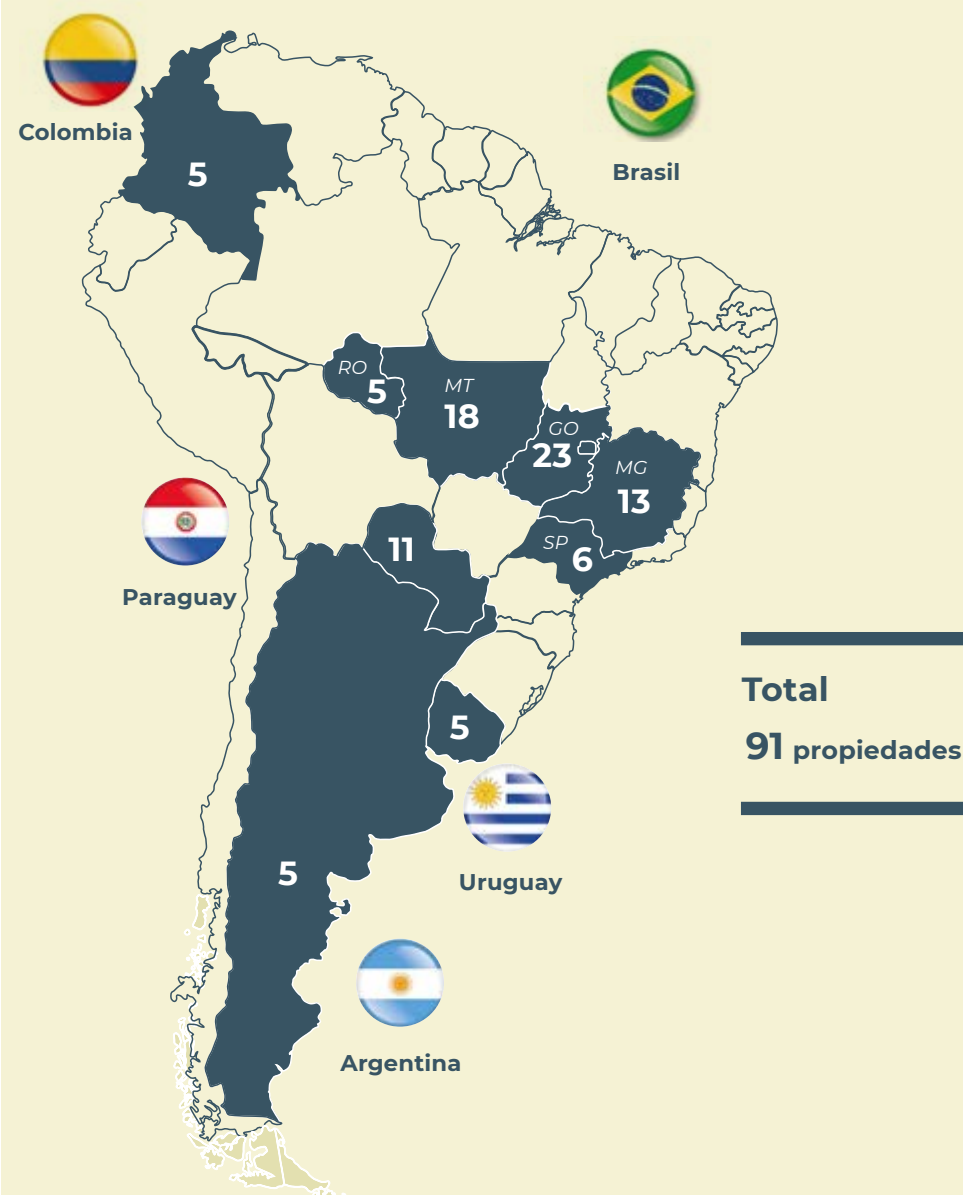 Colombia
5
Brasil
RO
5
MT
18
GO
23
MG
13
SP
6
11
Paraguay
Total
91 propiedades
5
Uruguay
5
Argentina